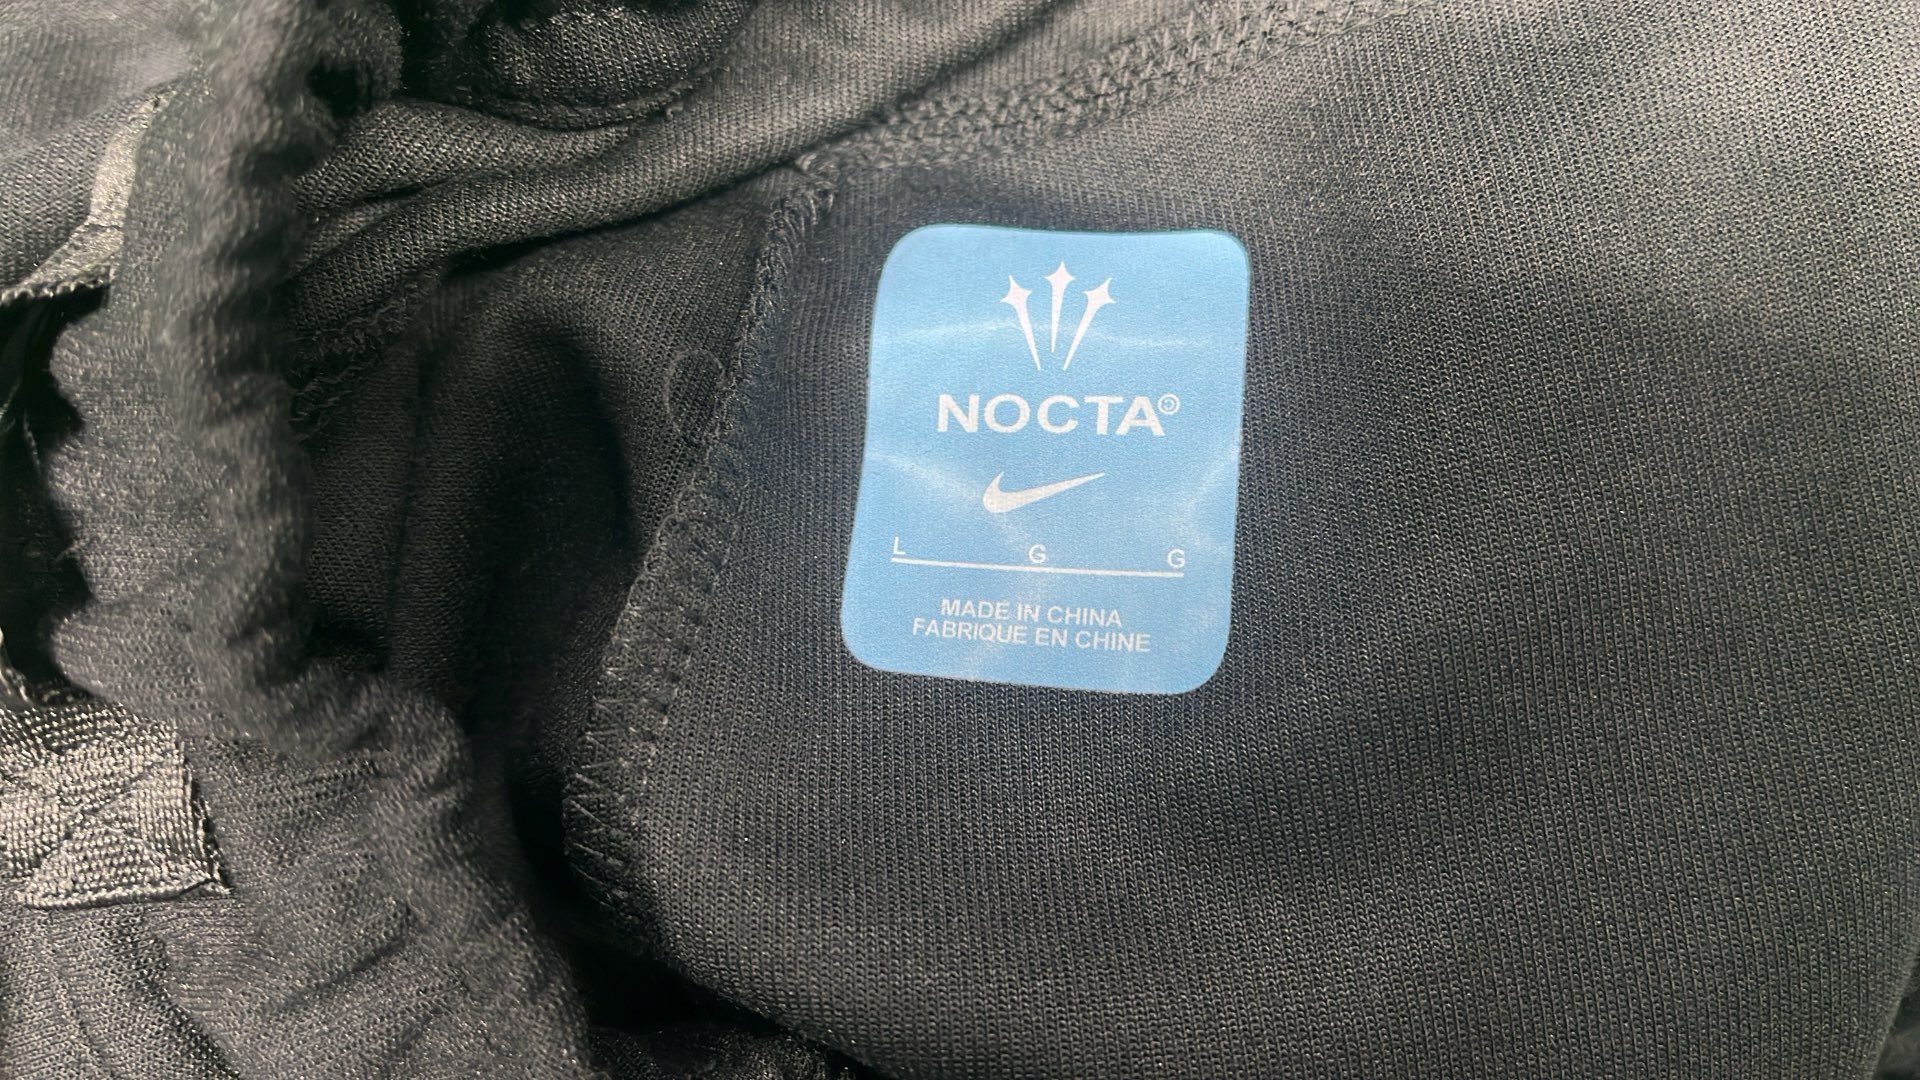 NOCTA©
L G G
MADE IN CHINA
FABRIQUE EN CHINE